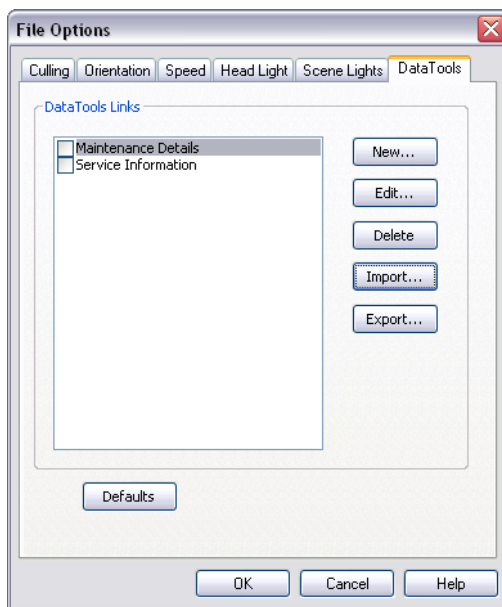 File Options
Culling Orientation Speed Head Light Scene Lights DataTools
DataTools Links
Maintenance Details
Service Information
New...
Edit...
Delete
Import...
Export...
Defaults
OK Cancel Help